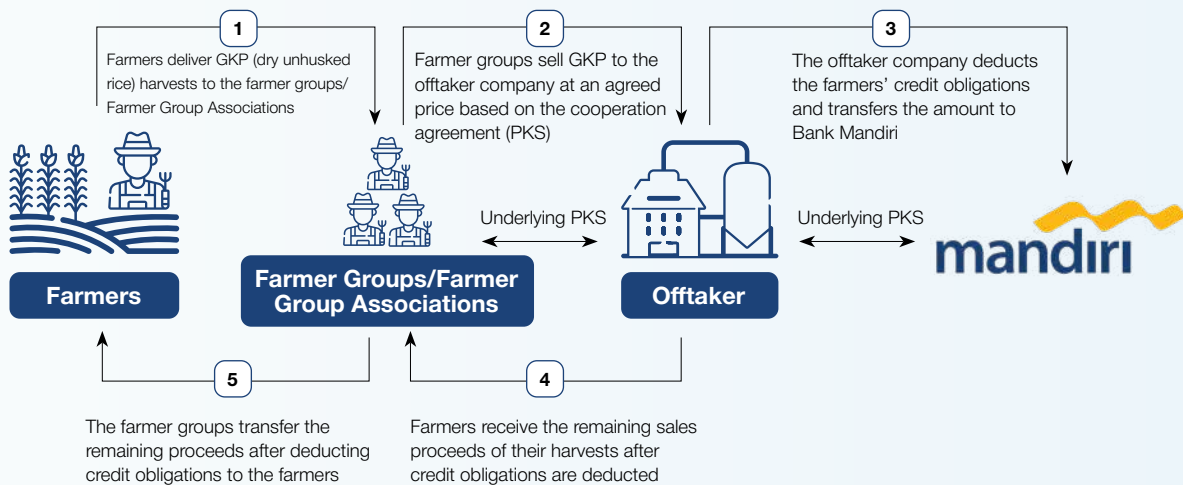 1
Farmers deliver GKP (dry unhusked
rice) harvests to the farmer groups/
Farmer Group Associations
2
Farmer groups sell GKP to the
offtaker company at an agreed
price based on the cooperation
agreement (PKS)
3
The offtaker company deducts
the farmers' credit obligations
and transfers the amount to
Bank Mandiri
Underlying PKS
Underlying PKS
mandırı
Farmers
Farmer Groups/Farmer
Group Associations
Offtaker
5
The farmer groups transfer the
remaining proceeds after deducting
credit obligations to the farmers
4
Farmers receive the remaining sales
proceeds of their harvests after
credit obligations are deducted